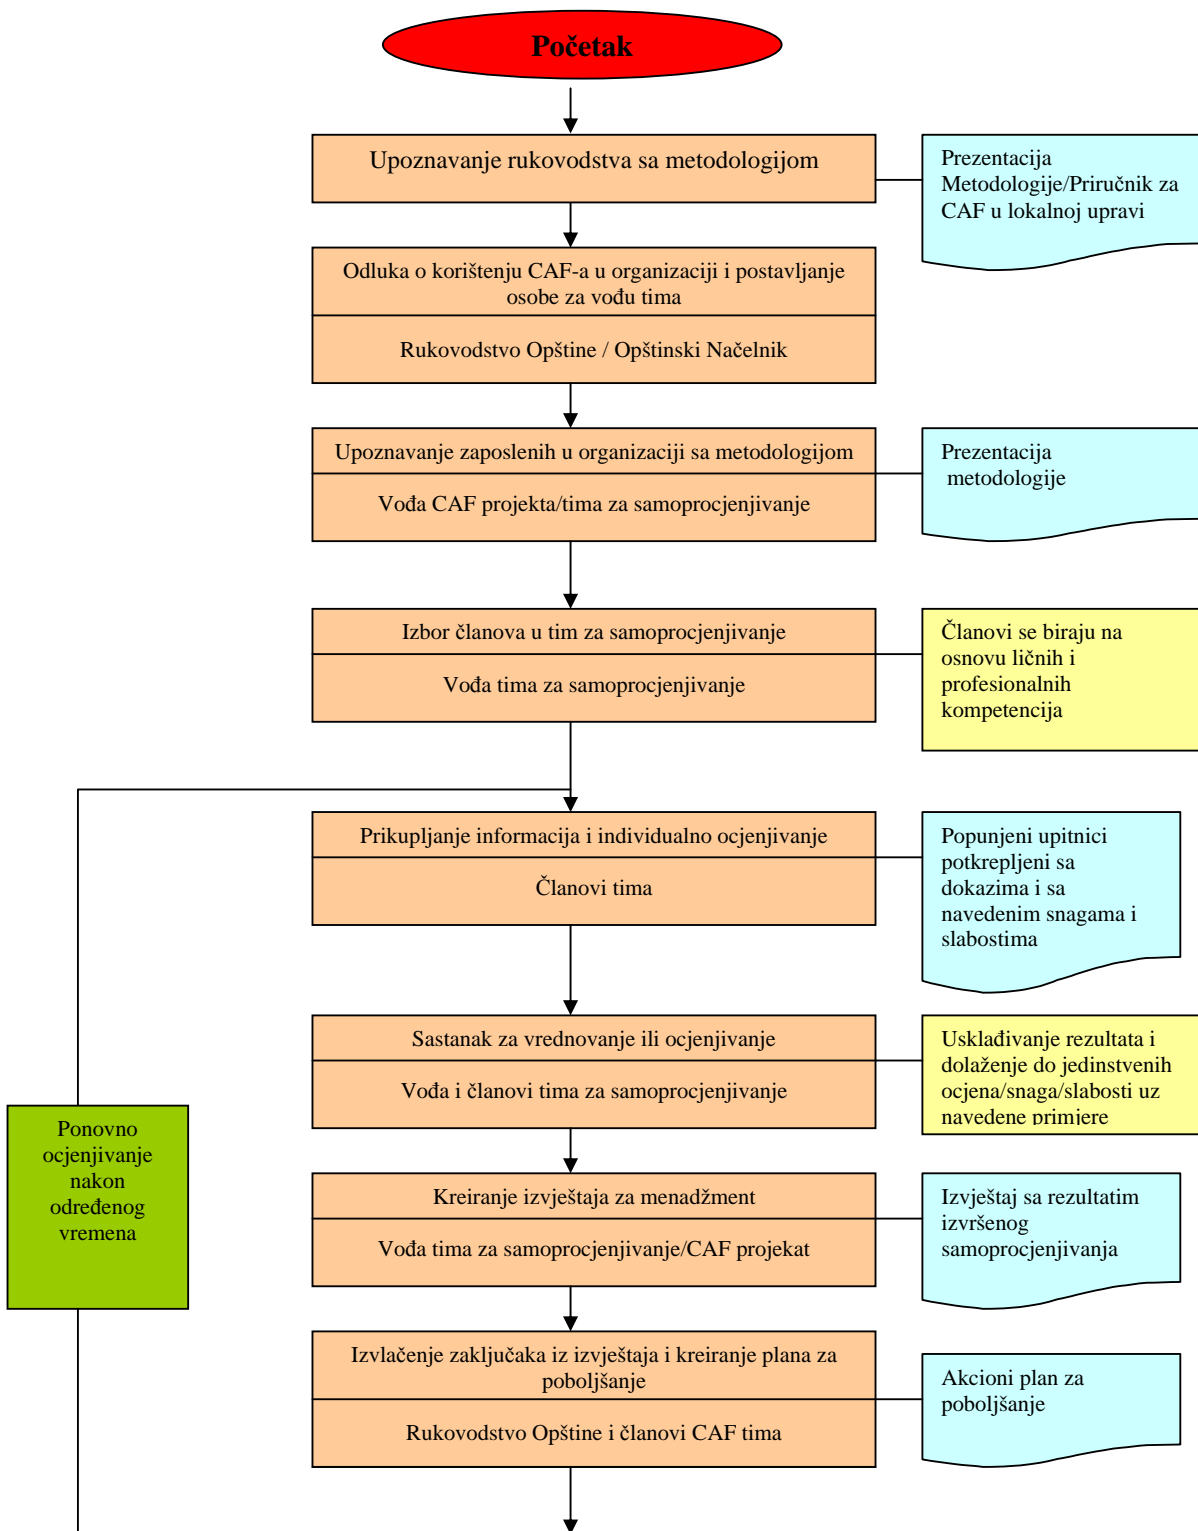 Početak
Upoznavanje rukovodstva sa metodologijom
Prezentacija
Metodologije/Priručnik za
CAF u lokalnoj upravi
Odluka o korištenju CAF-a u organizaciji i postavljanje
osobe za vođu tima
Rukovodstvo Opštine / Opštinski Načelnik
Upoznavanje zaposlenih u organizaciji sa metodologijom
Vođa CAF projekta/tima za samoprocjenjivanje
Prezentacija
metodologije
Izbor članova u tim za samoprocjenjivanje
Vođa tima za samoprocjenjivanje
Članovi se biraju na
osnovu ličnih i
profesionalnih
kompetencija
Prikupljanje informacija i individualno ocjenjivanje
Članovi tima
Popunjeni upitnici
potkrepljeni sa
dokazima i sa
navedenim snagama i
slabostima
Sastanak za vrednovanje ili ocjenjivanje
Vođa i članovi tima za samoprocjenjivanje
Usklađivanje rezultata i
dolaženje do jedinstvenih
ocjena/snaga/slabosti uz
navedene primjere
Ponovno
ocjenjivanje
nakon
određenog
vremena
Kreiranje izvještaja za menadžment
Vođa tima za samoprocjenjivanje/CAF projekat
Izvještaj sa rezultatim
izvršenog
samoprocjenjivanja
Izvlačenje zaključaka iz izvještaja i kreiranje plana za
poboljšanje
Rukovodstvo Opštine i članovi CAF tima
Akcioni plan za
poboljšanje